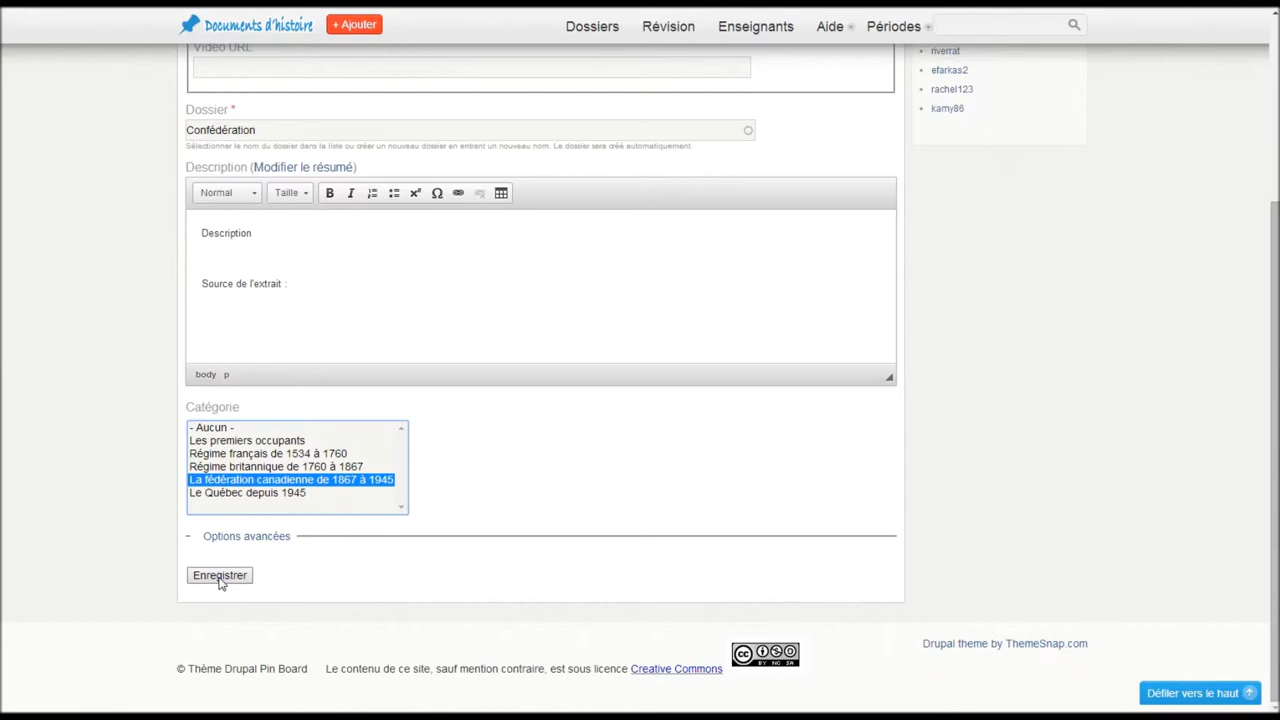 Documents d'histoire
+ Ajouter
Dossiers
Révision
Enseignants
Aide
Périodes
Video URL
riverrat
efarkas2
rachel123
kamy86
Dossier *
Confédération
Sélectionner le nom du dossier dans la liste ou créer un nouveau dossier en entrant un nouveau nom. Le dossier sera créé automatiquement.
Description (Modifier le résumé)
Normal
Taille
B I x² Ω
Description
Source de l'extrait :
body p
Catégorie
- Aucun -
Les premiers occupants
Régime français de 1534 à 1760
Régime britannique de 1760 à 1867
La fédération canadienne de 1867 à 1945
Le Québec depuis 1945
Options avancées
Enregistrer
Drupal theme by ThemeSnap.com
© Thème Drupal Pin Board
Le contenu de ce site, sauf mention contraire, est sous licence Creative Commons
cc
BY NC SA
Défiler vers le haut